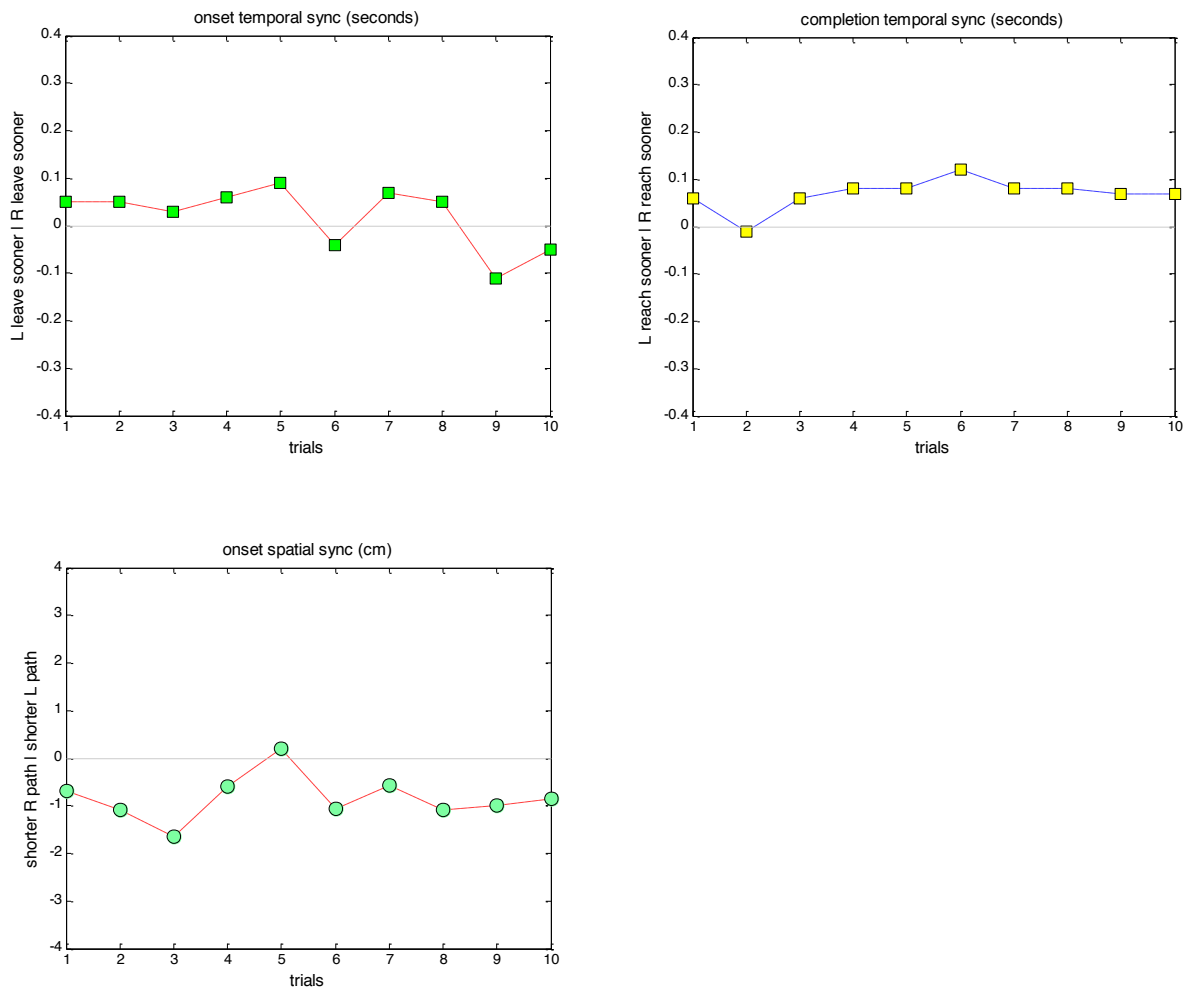 onset temporal sync (seconds)
0.4
0.3
0.2
0.1
0
-0.1
-0.2
-0.3
-0.4
L leave sooner | R leave sooner
1 2 3 4 5 6 7 8 9 10
trials
completion temporal sync (seconds)
0.4
0.3
0.2
0.1
0
-0.1
-0.2
-0.3
-0.4
L reach sooner | R reach sooner
1 2 3 4 5 6 7 8 9 10
trials
onset spatial sync (cm)
4
3
2
1
0
-1
-2
-3
-4
shorter R path | shorter L path
1 2 3 4 5 6 7 8 9 10
trials